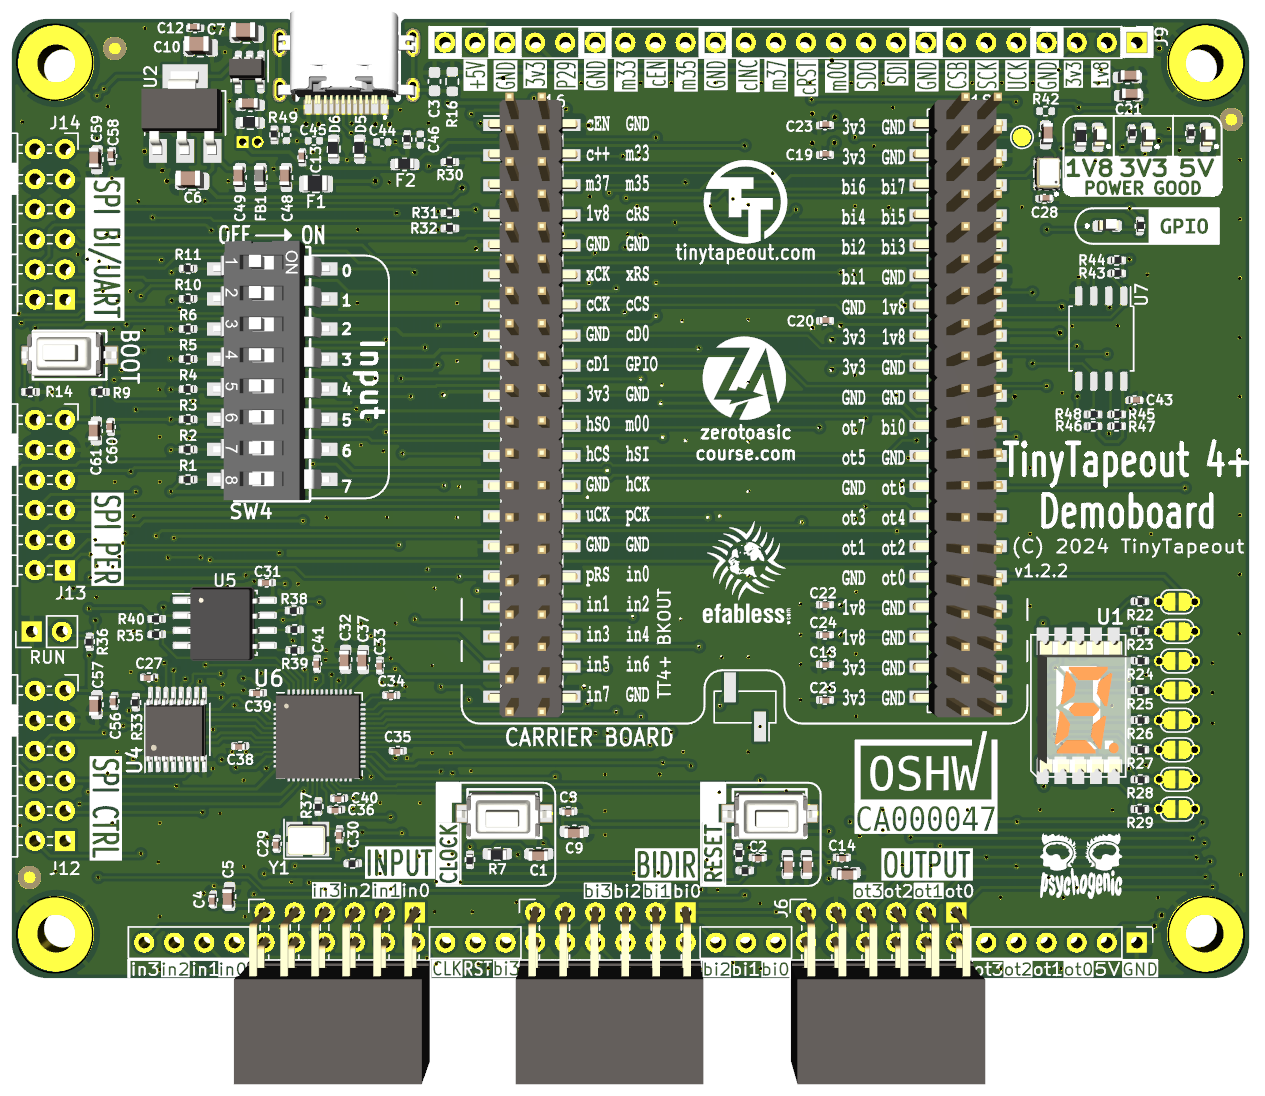 C12
C7
C10
U2
+5V
GND
3v3
P29
GND
m33
cEN
m35
GND
cINC
m37
cRST
m00
SDO
SDI
GND
CSB
SCK
UCK
GND
3v3
1v8
J9
C3
R16
C21
R42
J14
C59
C58
R49
C45
D6
D5
C44
C46
C6
C49
FB1
C48
F1
F2
R30
R31
R32
1V8 3V3 5V
POWER GOOD
C28
GPIO
SPI BI/UART
OFF → ON
R11
R10
R6
R5
R4
R3
R2
R1
ON
1
2
3
4
5
6
7
8
0
1
2
3
4
5
6
7
Input
SW4
BOOT
R14
R9
C61
C60
SPI PER
J13
cEN GND
c++ m33
m37 m35
1v8 cRS
GND GND
xCK xRS
cCK cCS
GND cD0
cD1 GPIO
3v3 GND
hSO m00
hCS hSI
GND hCK
uCK pCK
GND GND
pRS in0
in1 in2
in3 in4
in5 in6
in7 GND
TT4+ BKOUT
C23
C19
C20
C22
C24
C13
C25
3v3 GND
3v3 GND
bi6 bi7
bi4 bi5
bi2 bi3
bi1 GND
GND 1v8
3v3 1v8
3v3 GND
GND GND
ot7 bi0
ot5 GND
GND ot6
ot3 ot4
ot1 ot2
GND ot0
1v8 GND
1v8 GND
3v3 GND
3v3 GND
TT
tinytapeout.com
ZA
zerotoasic
course.com
efabless.com
R44
R43
U7
C43
R48
R46
R45
R47
TinyTapeout 4+
Demoboard
(C) 2024 TinyTapeout
v1.2.2
U5
C31
R40
R35
R38
R39
R36
RUN
C27
C57
C56
R33
U4
U6
C39
C38
C41
C32
C37
C33
C34
C35
R37
C40
C36
C30
C29
Y1
SPI CTRL
J12
C5
C4
CARRIER BOARD
CLOCK
R7
C1
C8
C9
RESET
C2
C14
OSHW
CA000047
U1
R22
R23
R24
R25
R26
R27
R28
R29
psychogenic
INPUT
in3 in2 in1 in0
BIDIR
bi3 bi2 bi1 bi0
OUTPUT
ot3 ot2 ot1 ot0
J6
in3 in2 in1 in0
CLK RST bi3
bi2 bi1 bi0
ot3 ot2 ot1 ot0 5V GND